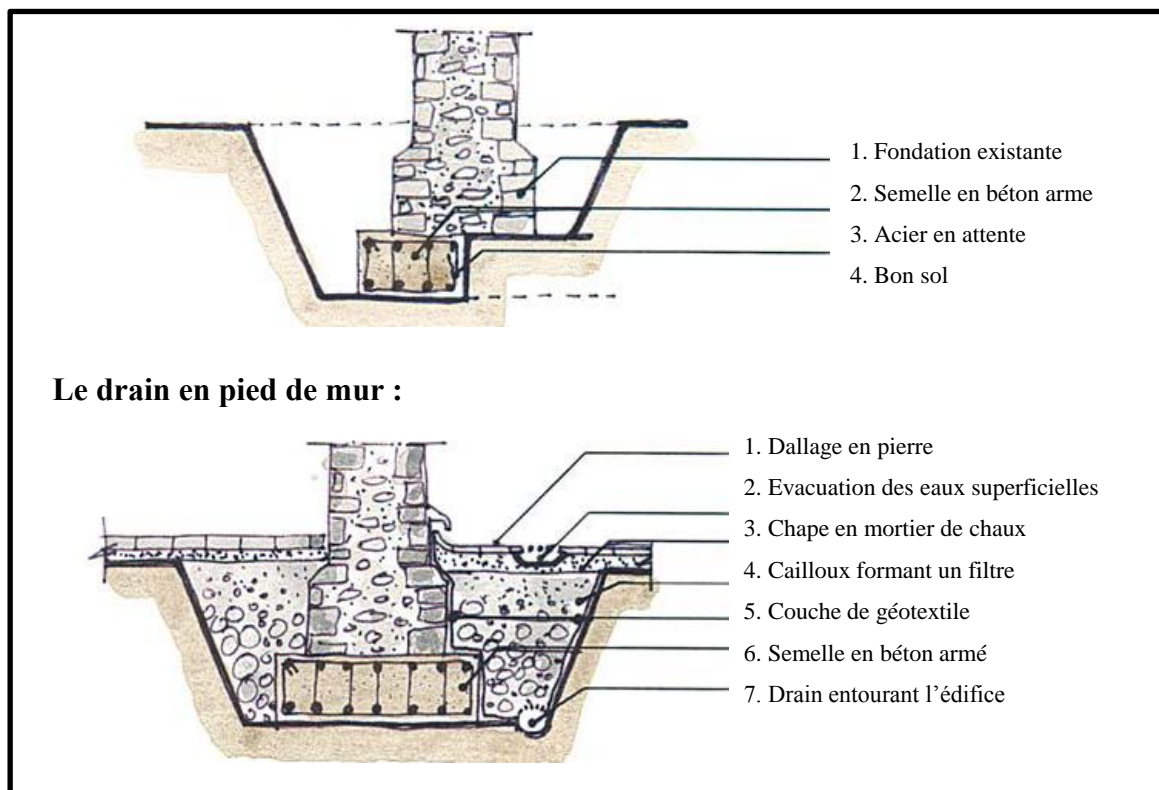 1. Fondation existante
2. Semelle en béton arme
3. Acier en attente
4. Bon sol
Le drain en pied de mur :
1. Dallage en pierre
2. Evacuation des eaux superficielles
3. Chape en mortier de chaux
4. Cailloux formant un filtre
5. Couche de géotextile
6. Semelle en béton armé
7. Drain entourant l’édifice